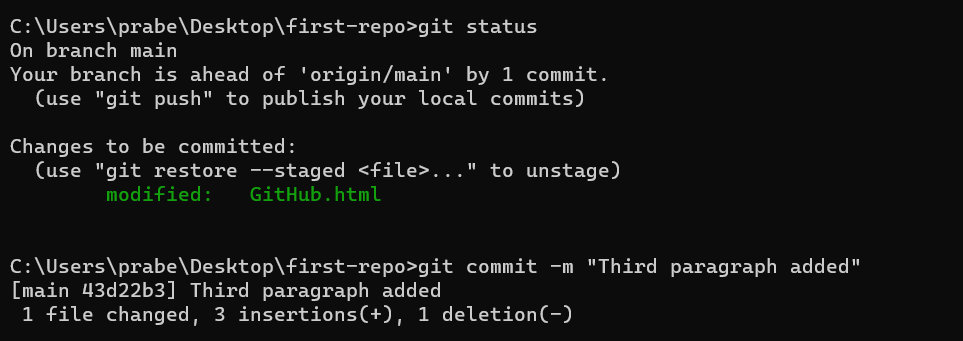 C:\Users\prabe\Desktop\first-repo>git status
On branch main
Your branch is ahead of 'origin/main' by 1 commit.
  (use "git push" to publish your local commits)

Changes to be committed:
  (use "git restore --staged <file>..." to unstage)
        modified:   GitHub.html

C:\Users\prabe\Desktop\first-repo>git commit -m "Third paragraph added"
[main 43d22b3] Third paragraph added
 1 file changed, 3 insertions(+), 1 deletion(-)